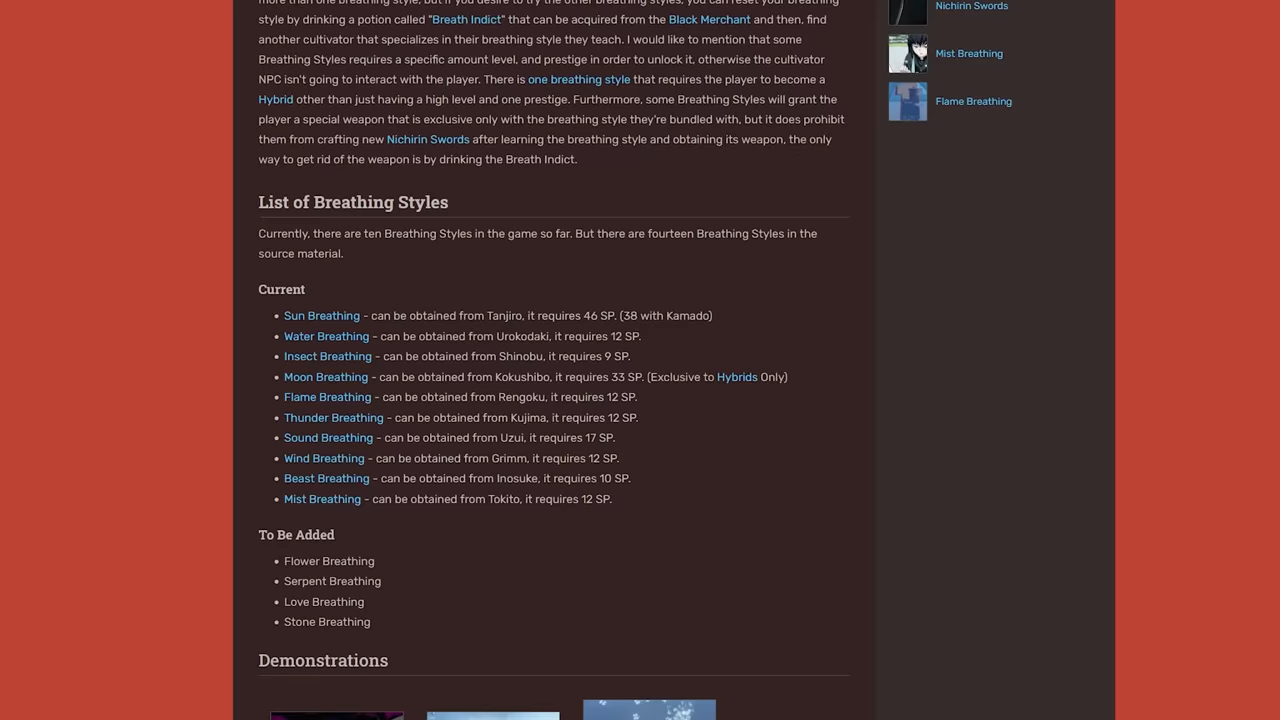 more than one breathing style, but if you desire to try the other breathing styles, you can reset your breathing
style by drinking a potion called "Breath Indict" that can be acquired from the Black Merchant and then, find
another cultivator that specializes in their breathing style they teach. I would like to mention that some
Breathing Styles requires a specific amount level, and prestige in order to unlock it, otherwise the cultivator
NPC isn't going to interact with the player. There is one breathing style that requires the player to become a
Hybrid other than just having a high level and one prestige. Furthermore, some Breathing Styles will grant the
player a special weapon that is exclusive only with the breathing style they're bundled with, but it does prohibit
them from crafting new Nichirin Swords after learning the breathing style and obtaining its weapon, the only
way to get rid of the weapon is by drinking the Breath Indict.
List of Breathing Styles
Currently, there are ten Breathing Styles in the game so far. But there are fourteen Breathing Styles in the
source material.
Current
• Sun Breathing - can be obtained from Tanjiro, it requires 46 SP. (38 with Kamado)
• Water Breathing - can be obtained from Urokodaki, it requires 12 SP.
• Insect Breathing - can be obtained from Shinobu, it requires 9 SP.
• Moon Breathing - can be obtained from Kokushibo, it requires 33 SP. (Exclusive to Hybrids Only)
• Flame Breathing - can be obtained from Rengoku, it requires 12 SP.
• Thunder Breathing - can be obtained from Kujima, it requires 12 SP.
• Sound Breathing - can be obtained from Uzui, it requires 17 SP.
• Wind Breathing - can be obtained from Grimm, it requires 12 SP.
• Beast Breathing - can be obtained from Inosuke, it requires 10 SP.
• Mist Breathing - can be obtained from Tokito, it requires 12 SP.
To Be Added
• Flower Breathing
• Serpent Breathing
• Love Breathing
• Stone Breathing
Demonstrations
Nichirin Swords
Mist Breathing
Flame Breathing